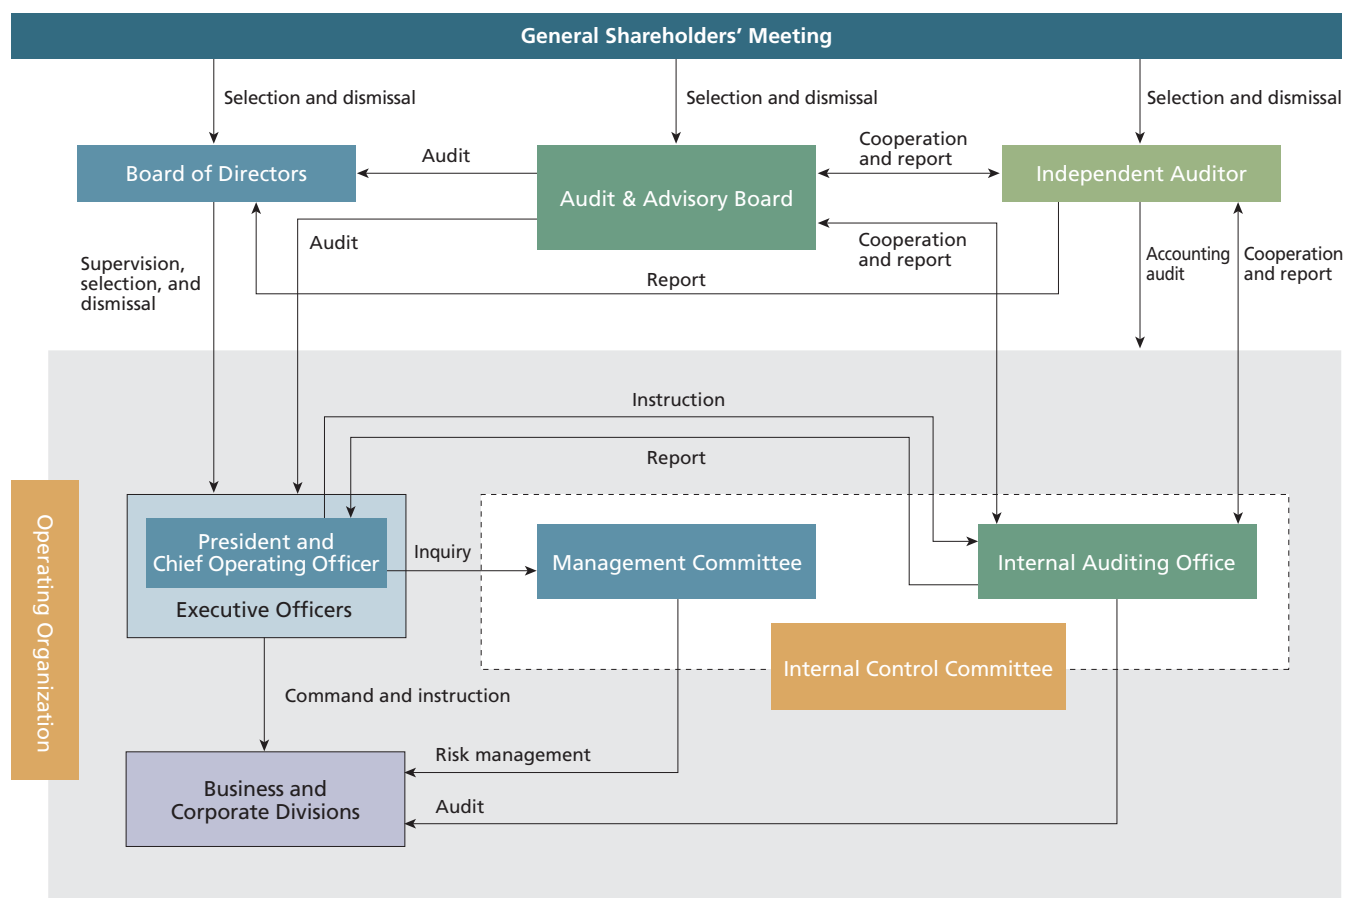 General Shareholders’ Meeting
Selection and dismissal
Selection and dismissal
Selection and dismissal
Board of Directors
Audit
Audit & Advisory Board
Cooperation
and report
Independent Auditor
Audit
Cooperation
and report
Supervision,
selection, and
dismissal
Report
Accounting
audit
Cooperation
and report
Operating Organization
Instruction
Report
President and
Chief Operating Officer
Executive Officers
Inquiry
Management Committee
Internal Auditing Office
Internal Control Committee
Command and instruction
Risk management
Business and
Corporate Divisions
Audit